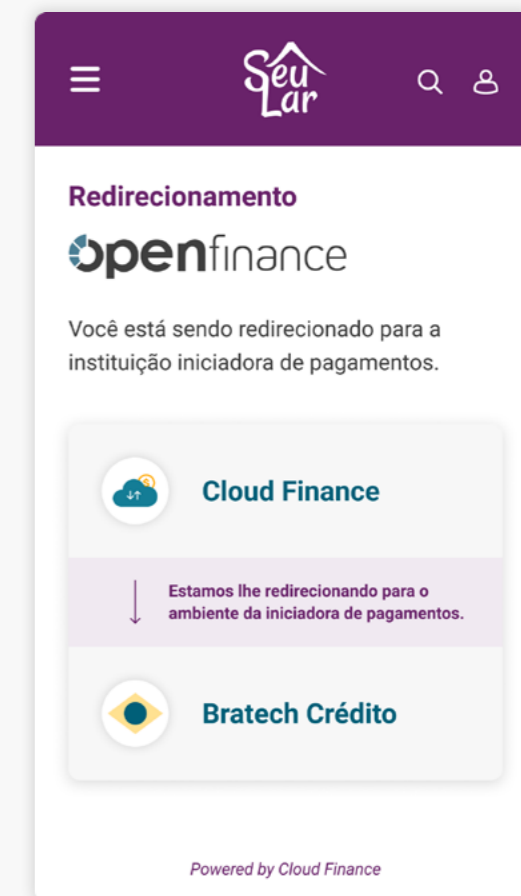 Seu
Lar
Redirecionamento
openfinance
Você está sendo redirecionado para a
instituição iniciadora de pagamentos.
$
Cloud Finance
Estamos lhe redirecionando para o
ambiente da iniciadora de pagamentos.
Bratech Crédito
Powered by Cloud Finance